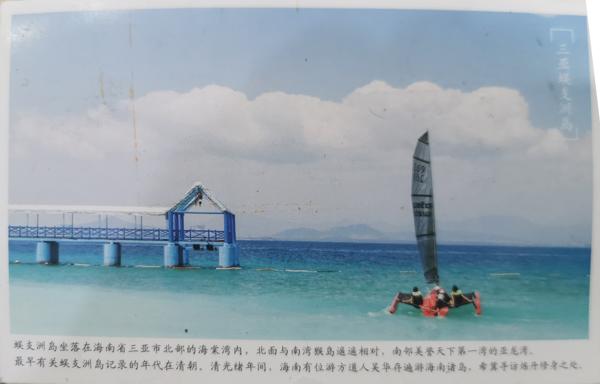 三亚蜈支洲岛
蜈支洲岛坐落在海南省三亚市北部的海棠湾内，北面与南湾猴岛遥遥相对，南邻美誉天下第一湾的亚龙湾。
最早有关蜈支洲岛记录的年代在清朝。清光绪年间，海南有位游方道人吴华存遍游海南诸岛，希冀寻访炼丹修身之处。